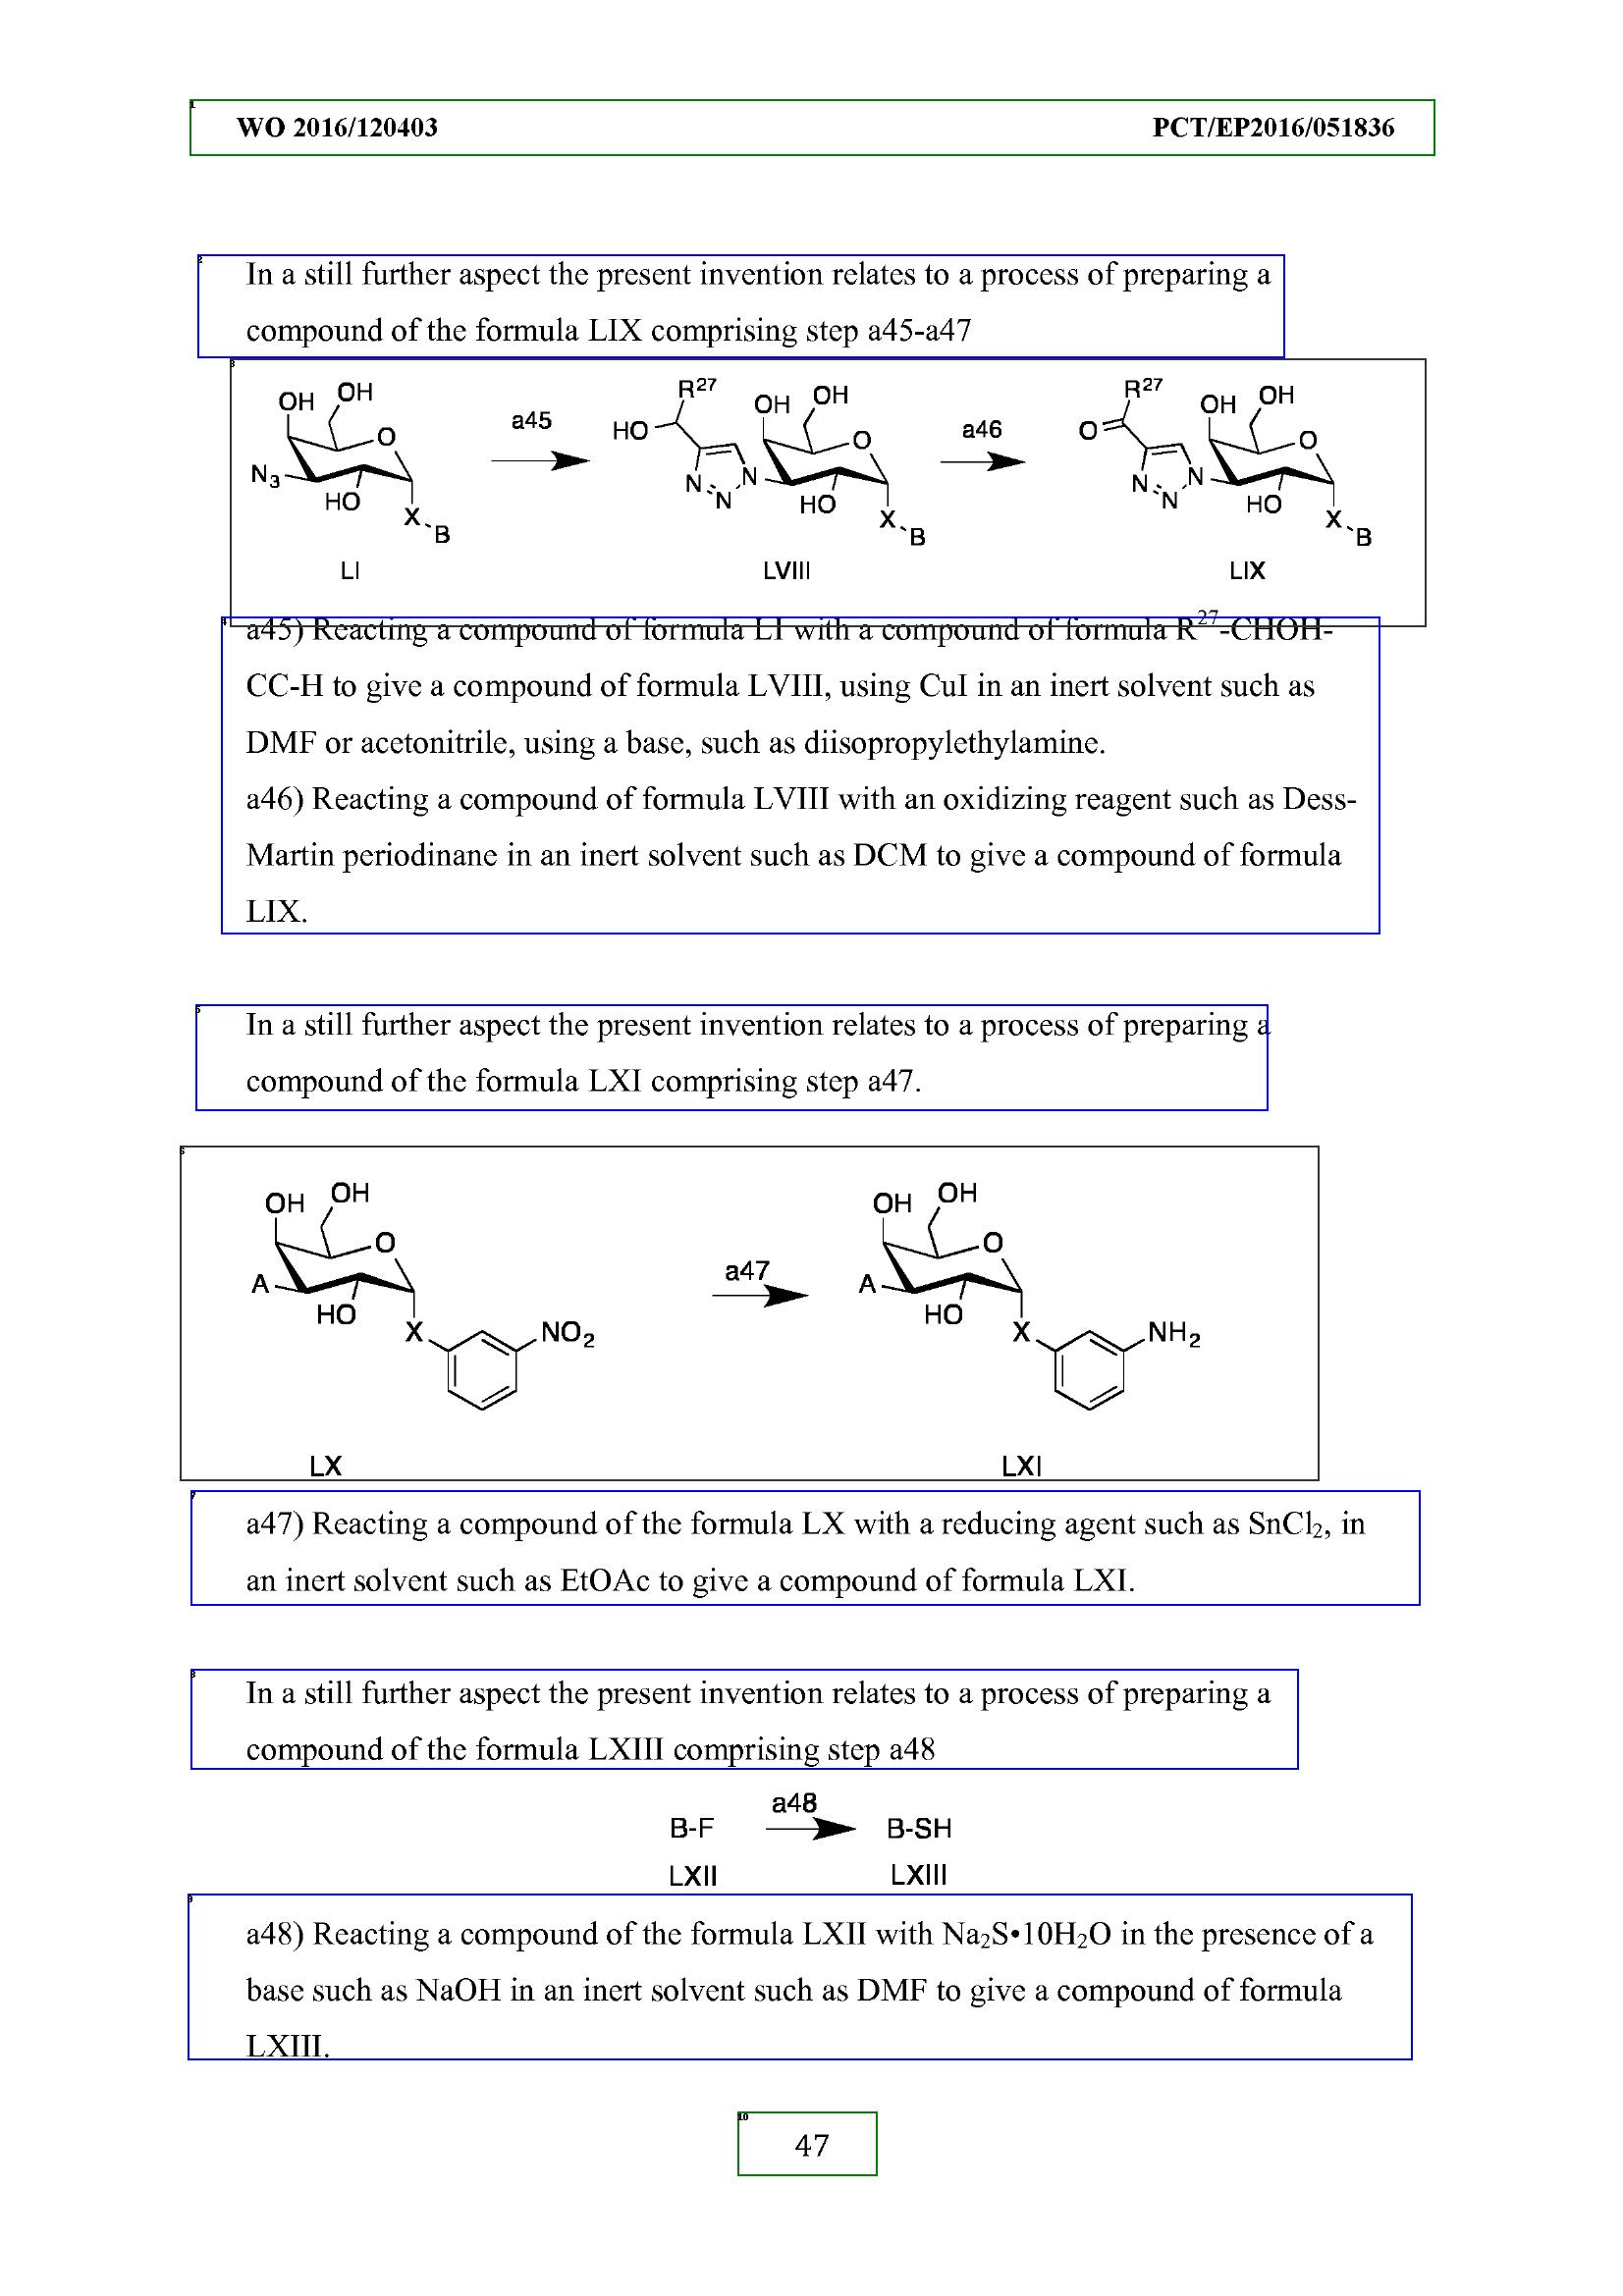 WO 2016/120403 PCT/EP2016/051836
In a still further aspect the present invention relates to a process of preparing a
compound of the formula LIX comprising step a45-a47
OH OH O N3 HO X B
a45
R27 HO N N N OH OH O HO X B
a46
R27 O N N N OH OH O HO X B
LI LVIII LIX
a45) Reacting a compound of formula LI with a compound of formula R27-CHOH-
CC-H to give a compound of formula LVIII, using CuI in an inert solvent such as
DMF or acetonitrile, using a base, such as diisopropylethylamine.
a46) Reacting a compound of formula LVIII with an oxidizing reagent such as Dess-
Martin periodinane in an inert solvent such as DCM to give a compound of formula
LIX.
In a still further aspect the present invention relates to a process of preparing a
compound of the formula LXI comprising step a47.
OH OH O A HO X NO2
a47
OH OH O A HO X NH2
LX LXI
a47) Reacting a compound of the formula LX with a reducing agent such as SnCl2, in
an inert solvent such as EtOAc to give a compound of formula LXI.
In a still further aspect the present invention relates to a process of preparing a
compound of the formula LXIII comprising step a48
a48
B-F B-SH
LXII LXIII
a48) Reacting a compound of the formula LXII with Na2S•10H2O in the presence of a
base such as NaOH in an inert solvent such as DMF to give a compound of formula
LXIII.
47